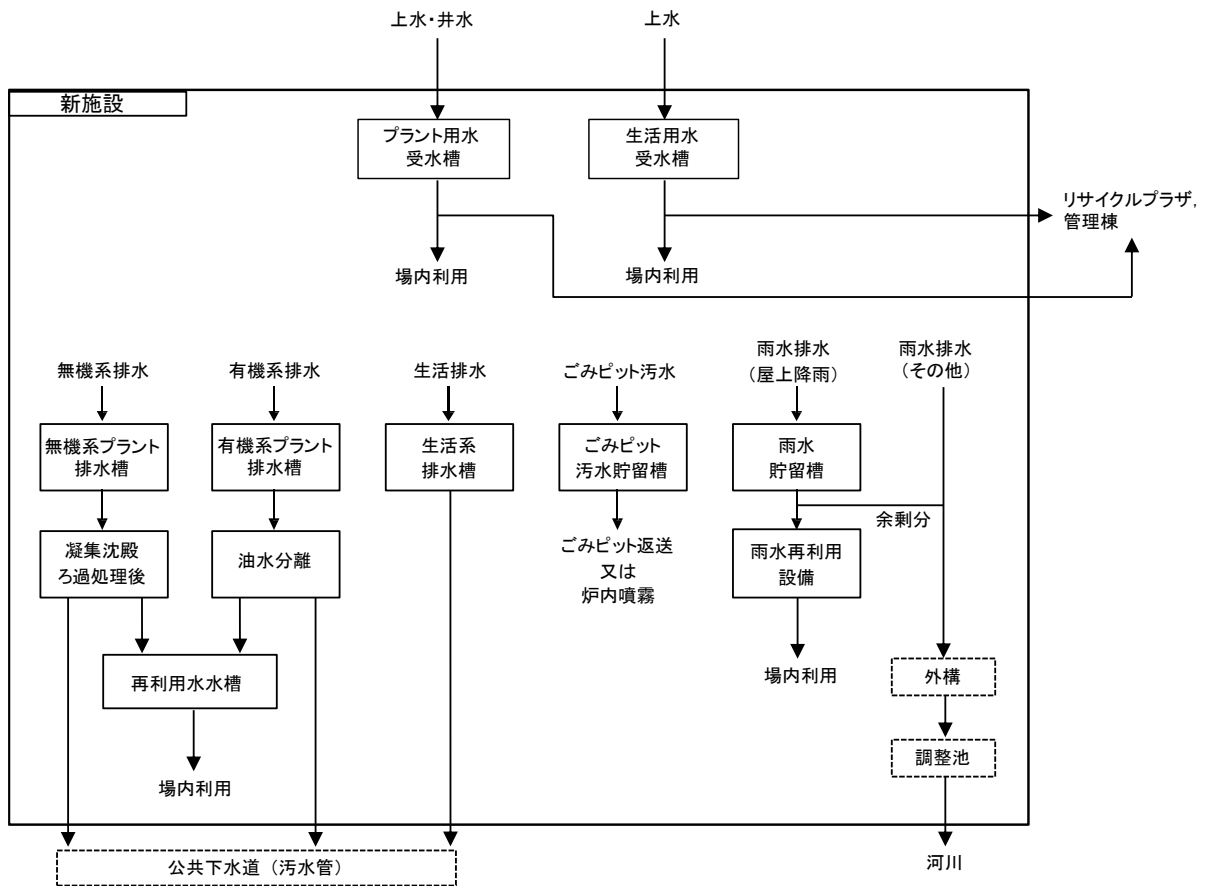 上水・井水
上水
新施設
プラント用水
受水槽
生活用水
受水槽
リサイクルプラザ,
管理棟
場内利用
場内利用
無機系排水
有機系排水
生活排水
ごみピット汚水
雨水排水
（屋上降雨）
雨水排水
（その他）
無機系プラント
排水槽
有機系プラント
排水槽
生活系
排水槽
ごみピット
汚水貯留槽
雨水
貯留槽
余剰分
凝集沈殿
ろ過処理後
油水分離
ごみピット返送
又は
炉内噴霧
雨水再利用
設備
再利用水水槽
場内利用
外構
場内利用
調整池
公共下水道（汚水管）
河川